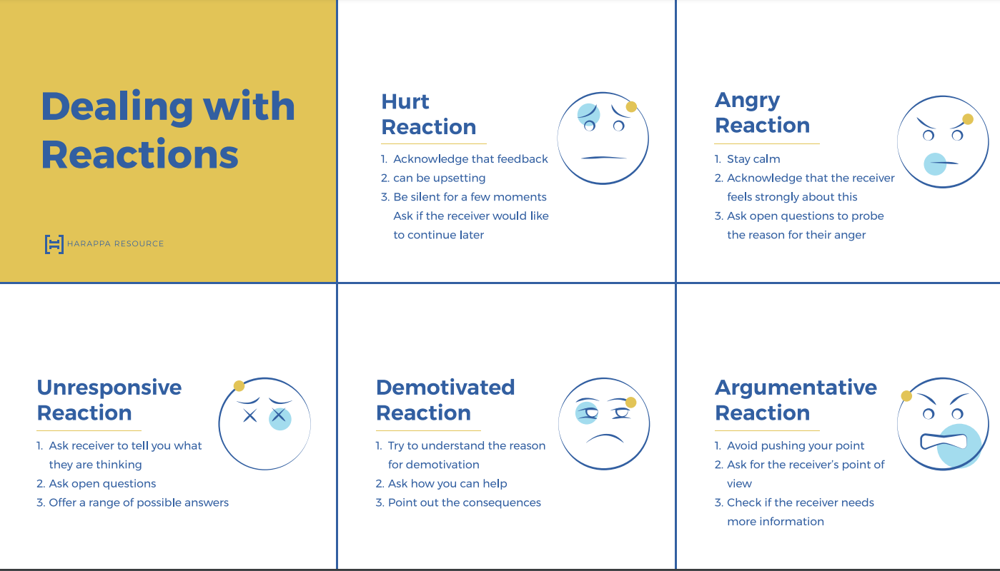 Dealing with
Reactions
HARAPPA RESOURCE
Hurt
Reaction
1. Acknowledge that feedback
2. can be upsetting
3. Be silent for a few moments
Ask if the receiver would like
to continue later
Angry
Reaction
1. Stay calm
2. Acknowledge that the receiver
feels strongly about this
3. Ask open questions to probe
the reason for their anger
Unresponsive
Reaction
1. Ask receiver to tell you what
they are thinking
2. Ask open questions
3. Offer a range of possible answers
Demotivated
Reaction
1. Try to understand the reason
for demotivation
2. Ask how you can help
3. Point out the consequences
Argumentative
Reaction
1. Avoid pushing your point
2. Ask for the receiver's point of
view
3. Check if the receiver needs
more information